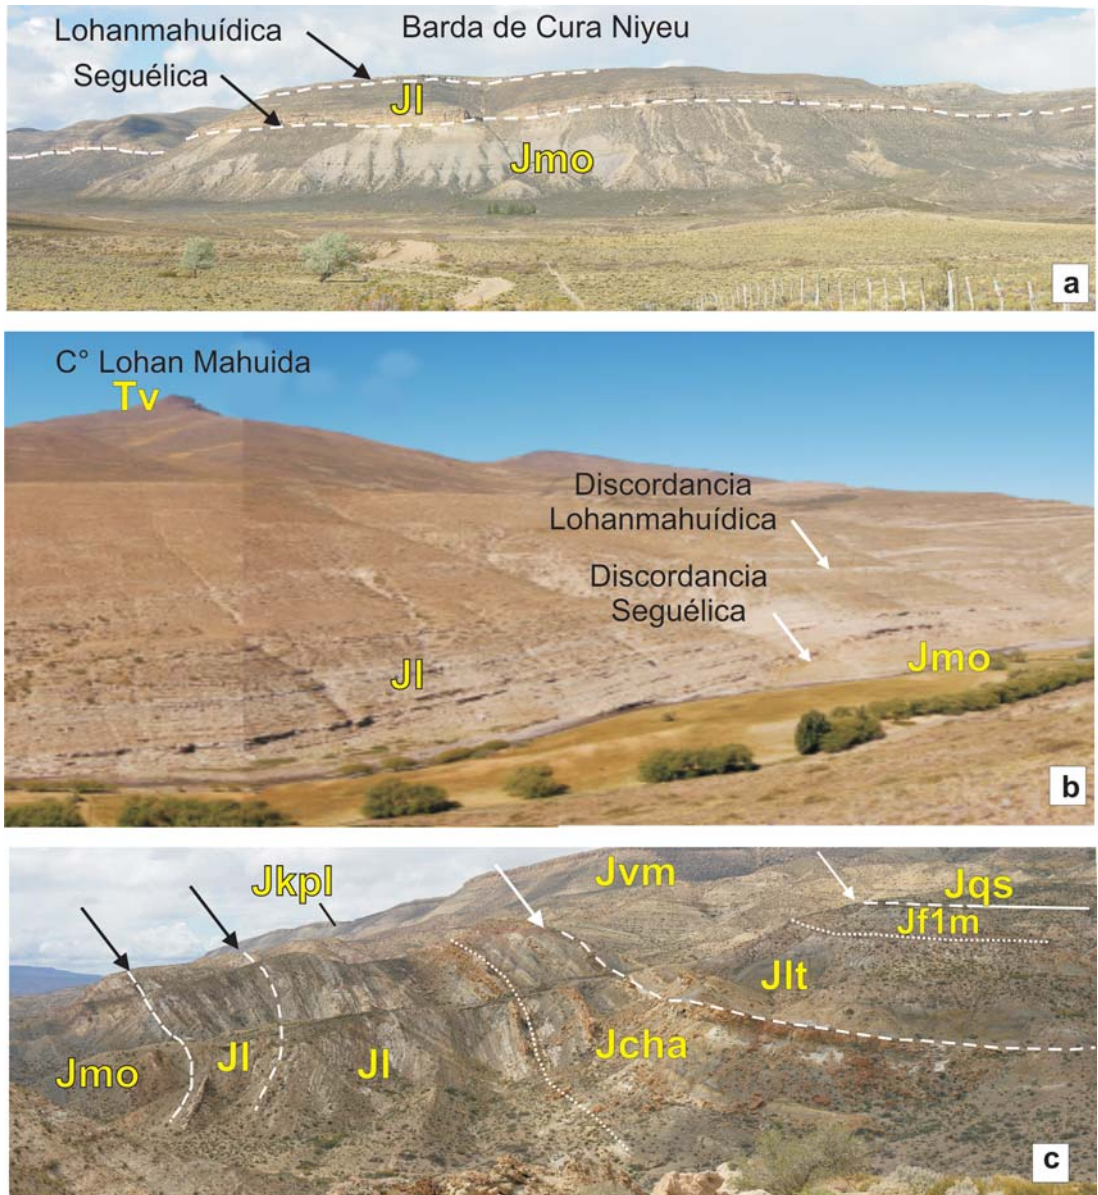 Lohanmahuídica
Barda de Cura Niyeu
Seguélica
Jl
Jmo
a
C° Lohan Mahuida
Tv
Discordancia
Lohanmahuídica
Discordancia
Seguélica
Jmo
Jl
b
Jkpl
Jvm
Jqs
Jf1m
Jlt
Jmo
Jl
Jl
Jcha
c